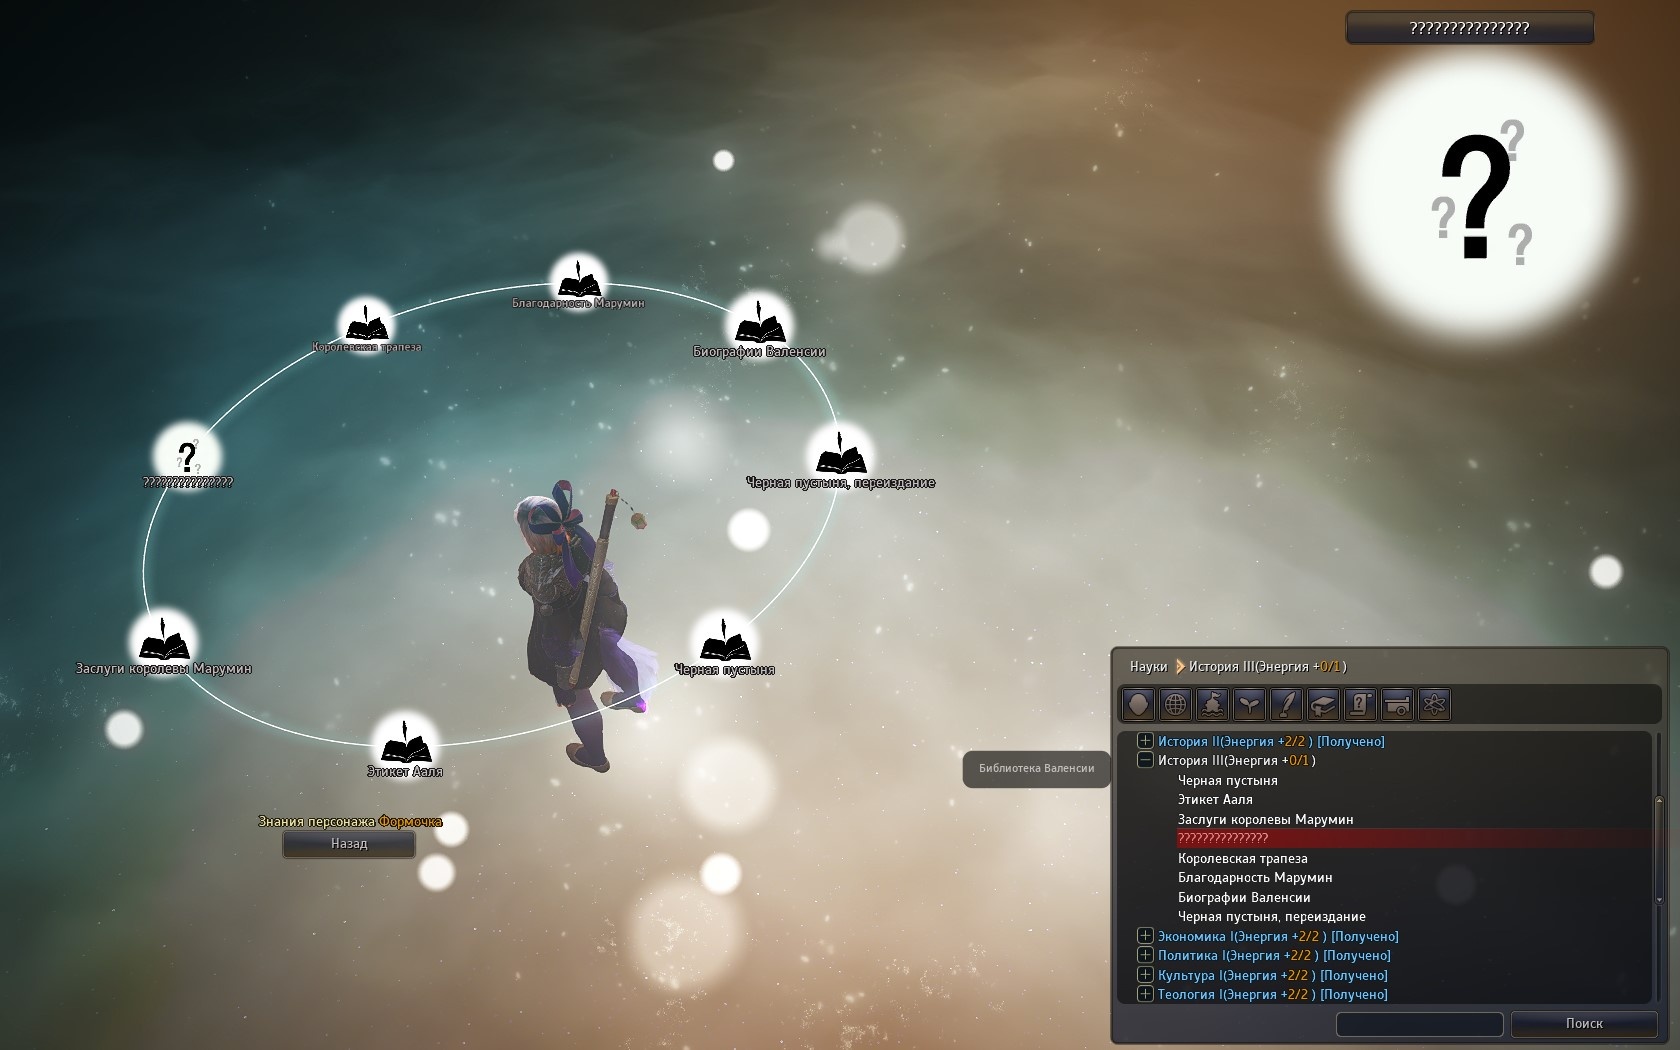 ???????????????
Благодарность Марумин
Королевская трапеза
Биографии Валенсии
???????????????
Черная пустыня, переиздание
Заслуги королевы Марумин
Черная пустыня
Этикет Ааля
Знания персонажа Формочка
Назад
Библиотека Валенсии
Науки История III(Энергия +0/1 )
История II(Энергия +2/2 ) [Получено]
История III(Энергия +0/1 )
Черная пустыня
Этикет Ааля
Заслуги королевы Марумин
???????????????
Королевская трапеза
Благодарность Марумин
Биографии Валенсии
Черная пустыня, переиздание
Экономика I(Энергия +2/2 ) [Получено]
Политика I(Энергия +2/2 ) [Получено]
Культура I(Энергия +2/2 ) [Получено]
Теология I(Энергия +2/2 ) [Получено]
Поиск